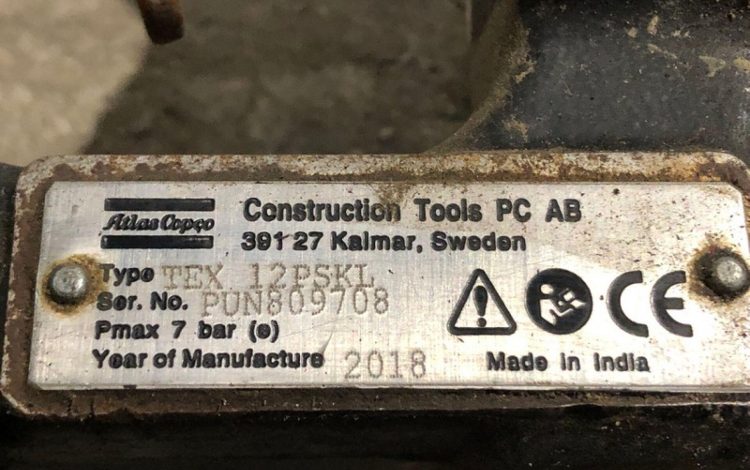 Atlas Copco
Construction Tools PC AB
391 27 Kalmar, Sweden
Type TEX 12PSKL
Ser. No. PUN809708
Pmax 7 bar (e)
Year of Manufacture 2018
CE
Made in India